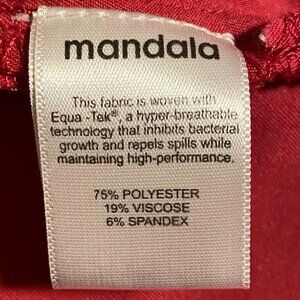 mandala
This fabric is woven with
Equa -Tek®, a hyper-breathable
technology that inhibits bacterial
growth and repels spills while
maintaining high-performance.
75% POLYESTER
19% VISCOSE
6% SPANDEX